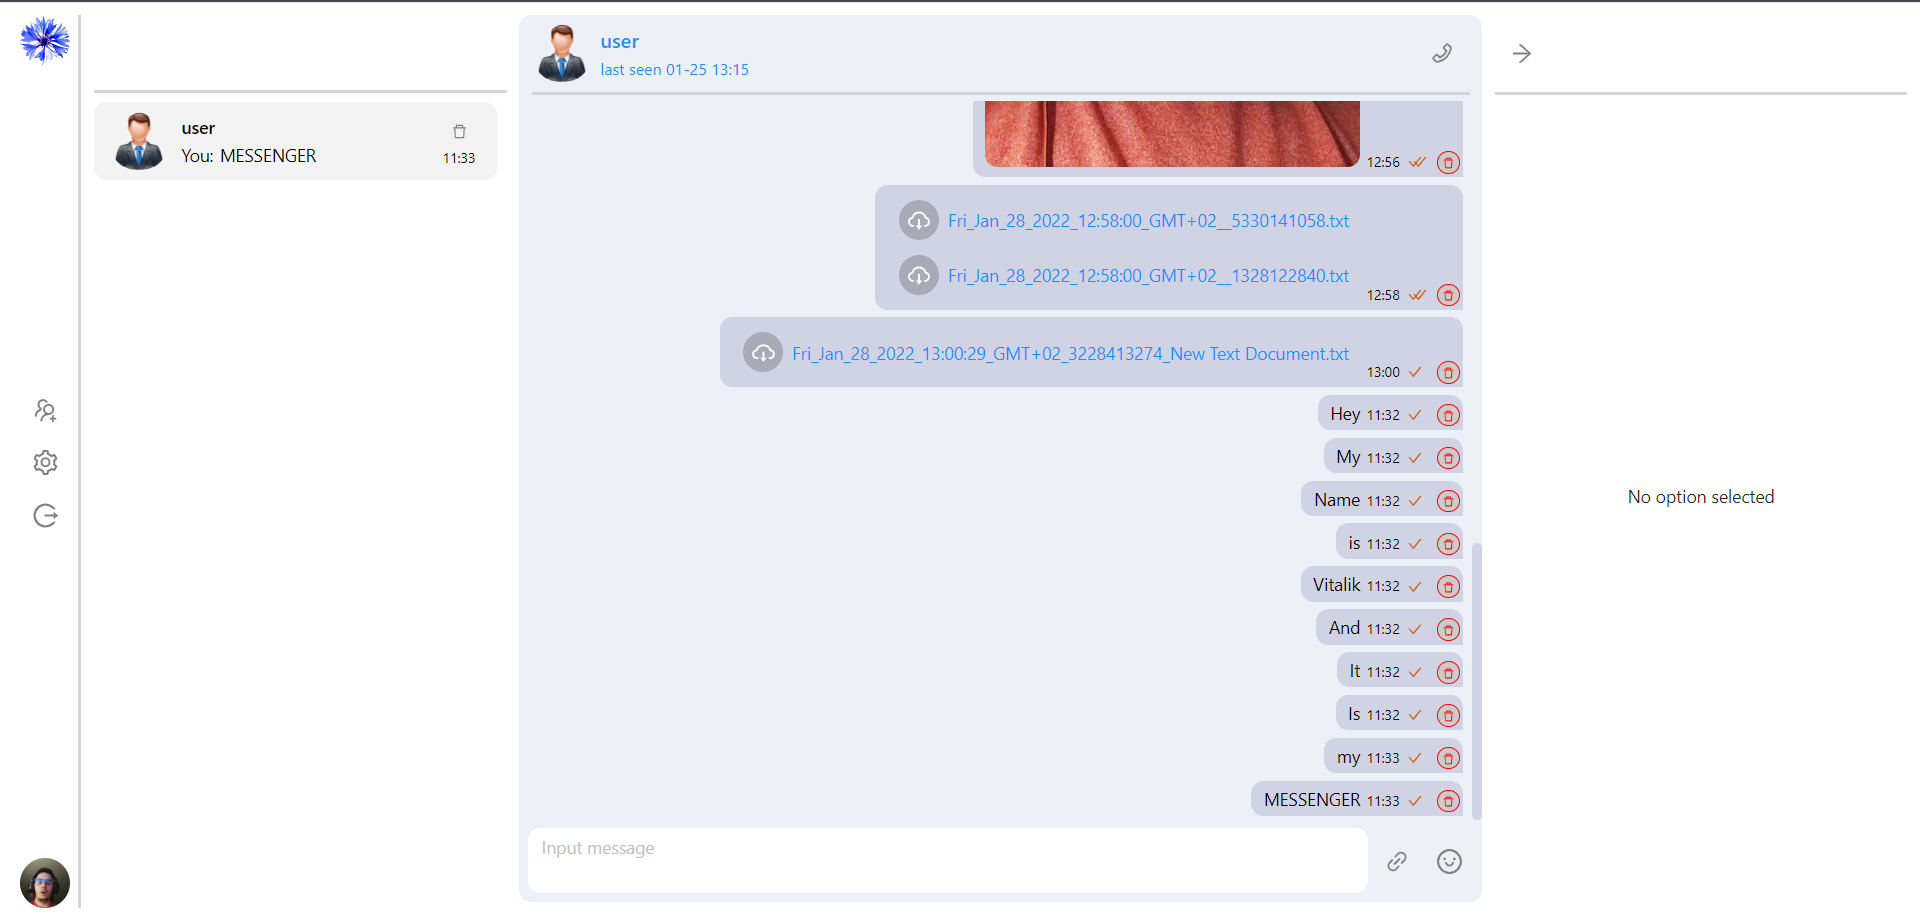 user
You: MESSENGER
11:33
user
last seen 01-25 13:15
12:56
Fri_Jan_28_2022_12:58:00_GMT+02__5330141058.txt
Fri_Jan_28_2022_12:58:00_GMT+02__1328122840.txt
12:58
Fri_Jan_28_2022_13:00:29_GMT+02_3228413274_New Text Document.txt
13:00
Hey 11:32
My 11:32
Name 11:32
is 11:32
Vitalik 11:32
And 11:32
It 11:32
Is 11:32
my 11:33
MESSENGER 11:33
Input message
No option selected